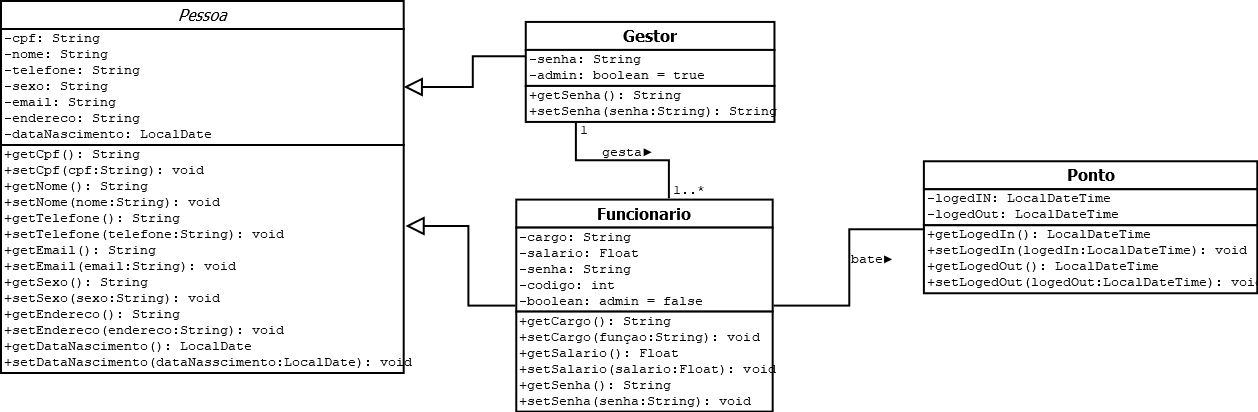 Pessoa
-cpf: String
-nome: String
-telefone: String
-sexo: String
-email: String
-endereco: String
-dataNascimento: LocalDate
+getCpf(): String
+setCpf(cpf:String): void
+getNome(): String
+setNome(nome:String): void
+getTelefone(): String
+setTelefone(telefone:String): void
+getEmail(): String
+setEmail(email:String): void
+getSexo(): String
+setSexo(sexo:String): void
+getEndereco(): String
+setEndereco(endereco:String): void
+getDataNascimento(): LocalDate
+setDataNascimento(dataNasscimento:LocalDate): void
Gestor
-senha: String
-admin: boolean = true
+getSenha(): String
+setSenha(senha:String): String
1
gesta
1..*
Funcionario
-cargo: String
-salario: Float
-senha: String
-codigo: int
-boolean: admin = false
+getCargo(): String
+setCargo(funçao:String): void
+getSalario(): Float
+setSalario(salario:Float): void
+getSenha(): String
+setSenha(senha:String): void
bate
Ponto
-logedIN: LocalDateTime
-logedOut: LocalDateTime
+getLogedIn(): LocalDateTime
+setLogedIn(logedIn:LocalDateTime): void
+getLogedOut(): LocalDateTime
+setLogedOut(logedOut:LocalDateTime): voi